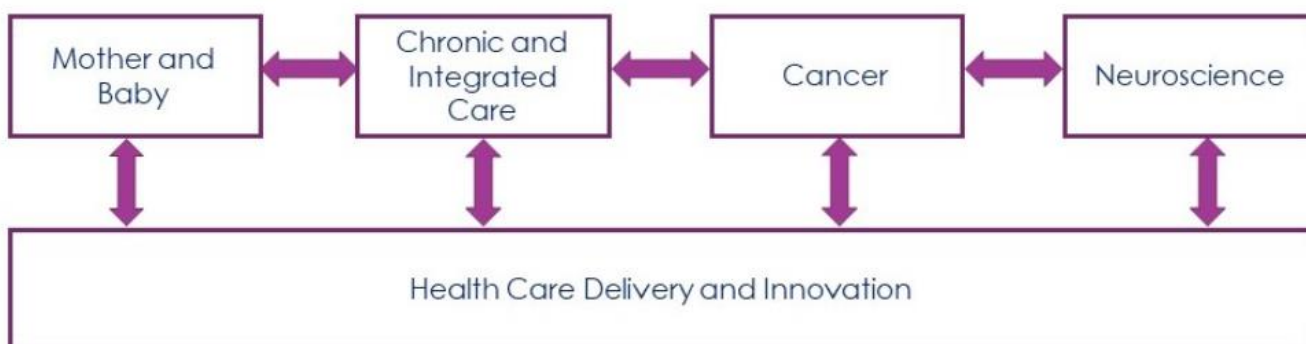 Mother and
Baby
Chronic and
Integrated
Care
Cancer
Neuroscience
Health Care Delivery and Innovation